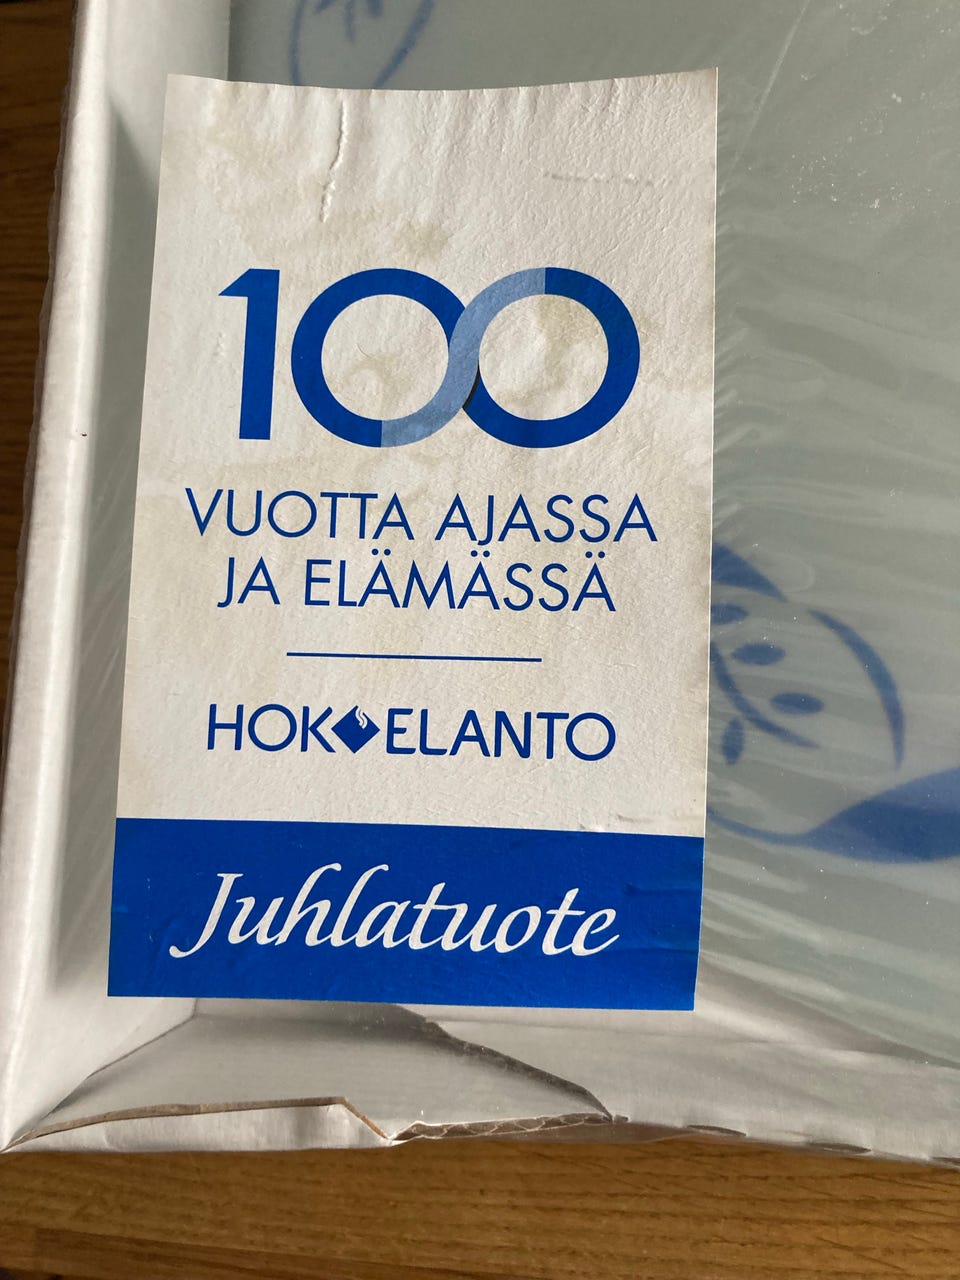 100
VUOTTA AJASSA
JA ELÄMÄSSÄ
HOK ELANTO
Juhlatuote